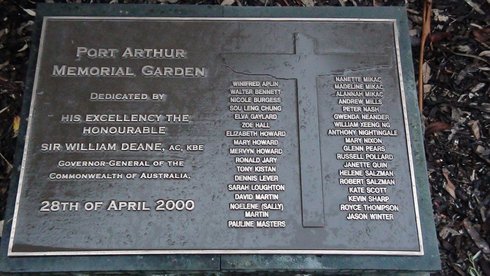 PORT ARTHUR
MEMORIAL GARDEN
DEDICATED BY
HIS EXCELLENCY THE
HONOURABLE
SIR WILLIAM DEANE, AC, KBE
GOVERNOR-GENERAL OF THE
COMMONWEALTH OF AUSTRALIA,
28TH OF APRIL 2000
WINIFRED APLIN
WALTER BENNETT
NICOLE BURGESS
SOU LENG CHUNG
ELVA GAYLARD
ZOE HALL
ELIZABETH HOWARD
MARY HOWARD
MERVYN HOWARD
RONALD JARY
TONY KISTAN
DENNIS LEVER
SARAH LOUGHTON
DAVID MARTIN
NOELENE (SALLY)
MARTIN
PAULINE MASTERS
NANETTE MIKAC
MADELINE MIKAC
ALANNAH MIKAC
ANDREW MILLS
PETER NASH
GWENDA NEANDER
WILLIAM XEENG NG
ANTHONY NIGHTINGALE
MARY NIXON
GLENN PEARS
RUSSELL POLLARD
JANETTE QUIN
HELENE SALZMAN
ROBERT SALZMAN
KATE SCOTT
KEVIN SHARP
ROYCE THOMPSON
JASON WINTER